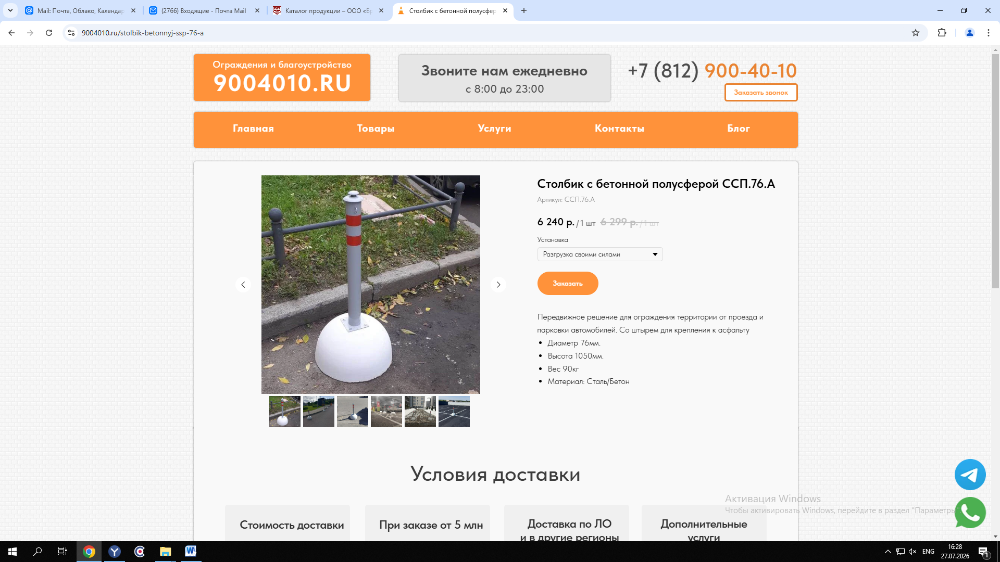 Mail: Почта, Облако, Календар
(2766) Входящие - Почта Mail
Каталог продукции – ООО «Бр
Столбик с бетонной полусфер
9004010.ru/stolbik-betonnyj-ssp-76-a
Ограждения и благоустройство
9004010.RU
Звоните нам ежедневно
с 8:00 до 23:00
+7 (812) 900-40-10
Заказать звонок
Главная
Товары
Услуги
Контакты
Блог
Столбик с бетонной полусферой ССП.76.А
Артикул: ССП.76.А
6 240 р. / 1 шт 6 299 р. / 1 шт
Установка
Разгрузка своими силами
Заказать
Передвижное решение для ограждения территории от проезда и
парковки автомобилей. Со штырем для крепления к асфальту
Диаметр 76мм.
Высота 1050мм.
Вес 90кг
Материал: Сталь/Бетон
Условия доставки
Стоимость доставки
При заказе от 5 млн
Доставка по ЛО
и в другие регионы
Дополнительные
услуги
Активация Windows
Чтобы активировать Windows, перейдите в раздел "Параметры
ENG
16:28
27.07.2026
1